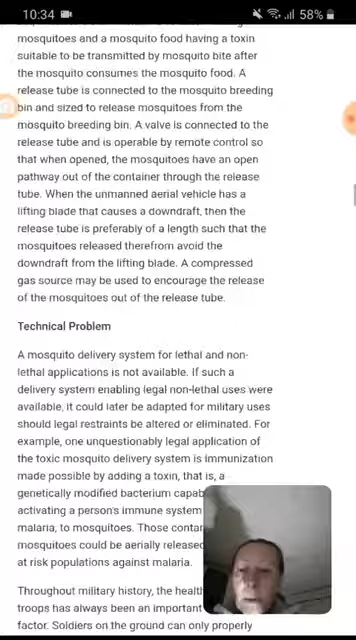 10:34
58%
mosquitoes and a mosquito food having a toxin
suitable to be transmitted by mosquito bite after
the mosquito consumes the mosquito food. A
release tube is connected to the mosquito breeding
bin and sized to release mosquitoes from the
mosquito breeding bin. A valve is connected to the
release tube and is operable by remote control so
that when opened, the mosquitoes have an open
pathway out of the container through the release
tube. When the unmanned aerial vehicle has a
lifting blade that causes a downdraft, then the
release tube is preferably of a length such that the
mosquitoes released therefrom avoid the
downdraft from the lifting blade. A compressed
gas source may be used to encourage the release
of the mosquitoes out of the release tube.
Technical Problem
A mosquito delivery system for lethal and non-
lethal applications is not available. If such a
delivery system enabling legal non-lethal uses were
available, it could later be adapted for military uses
should legal restraints be altered or eliminated. For
example, one unquestionably legal application of
the toxic mosquito delivery system is immunization
made possible by adding a toxin, that is, a
genetically modified bacterium capab
activating a person's immune system
malaria, to mosquitoes. Those contar
mosquitoes could be aerially released
at risk populations against malaria.
Throughout military history, the health
troops has always been an important
factor. Soldiers on the ground can only properly